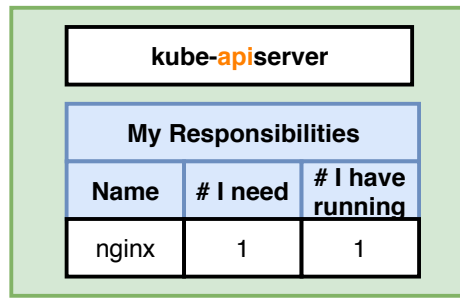 kube-apiserver
My Responsibilities
Name # I need # I have running
nginx 1 1